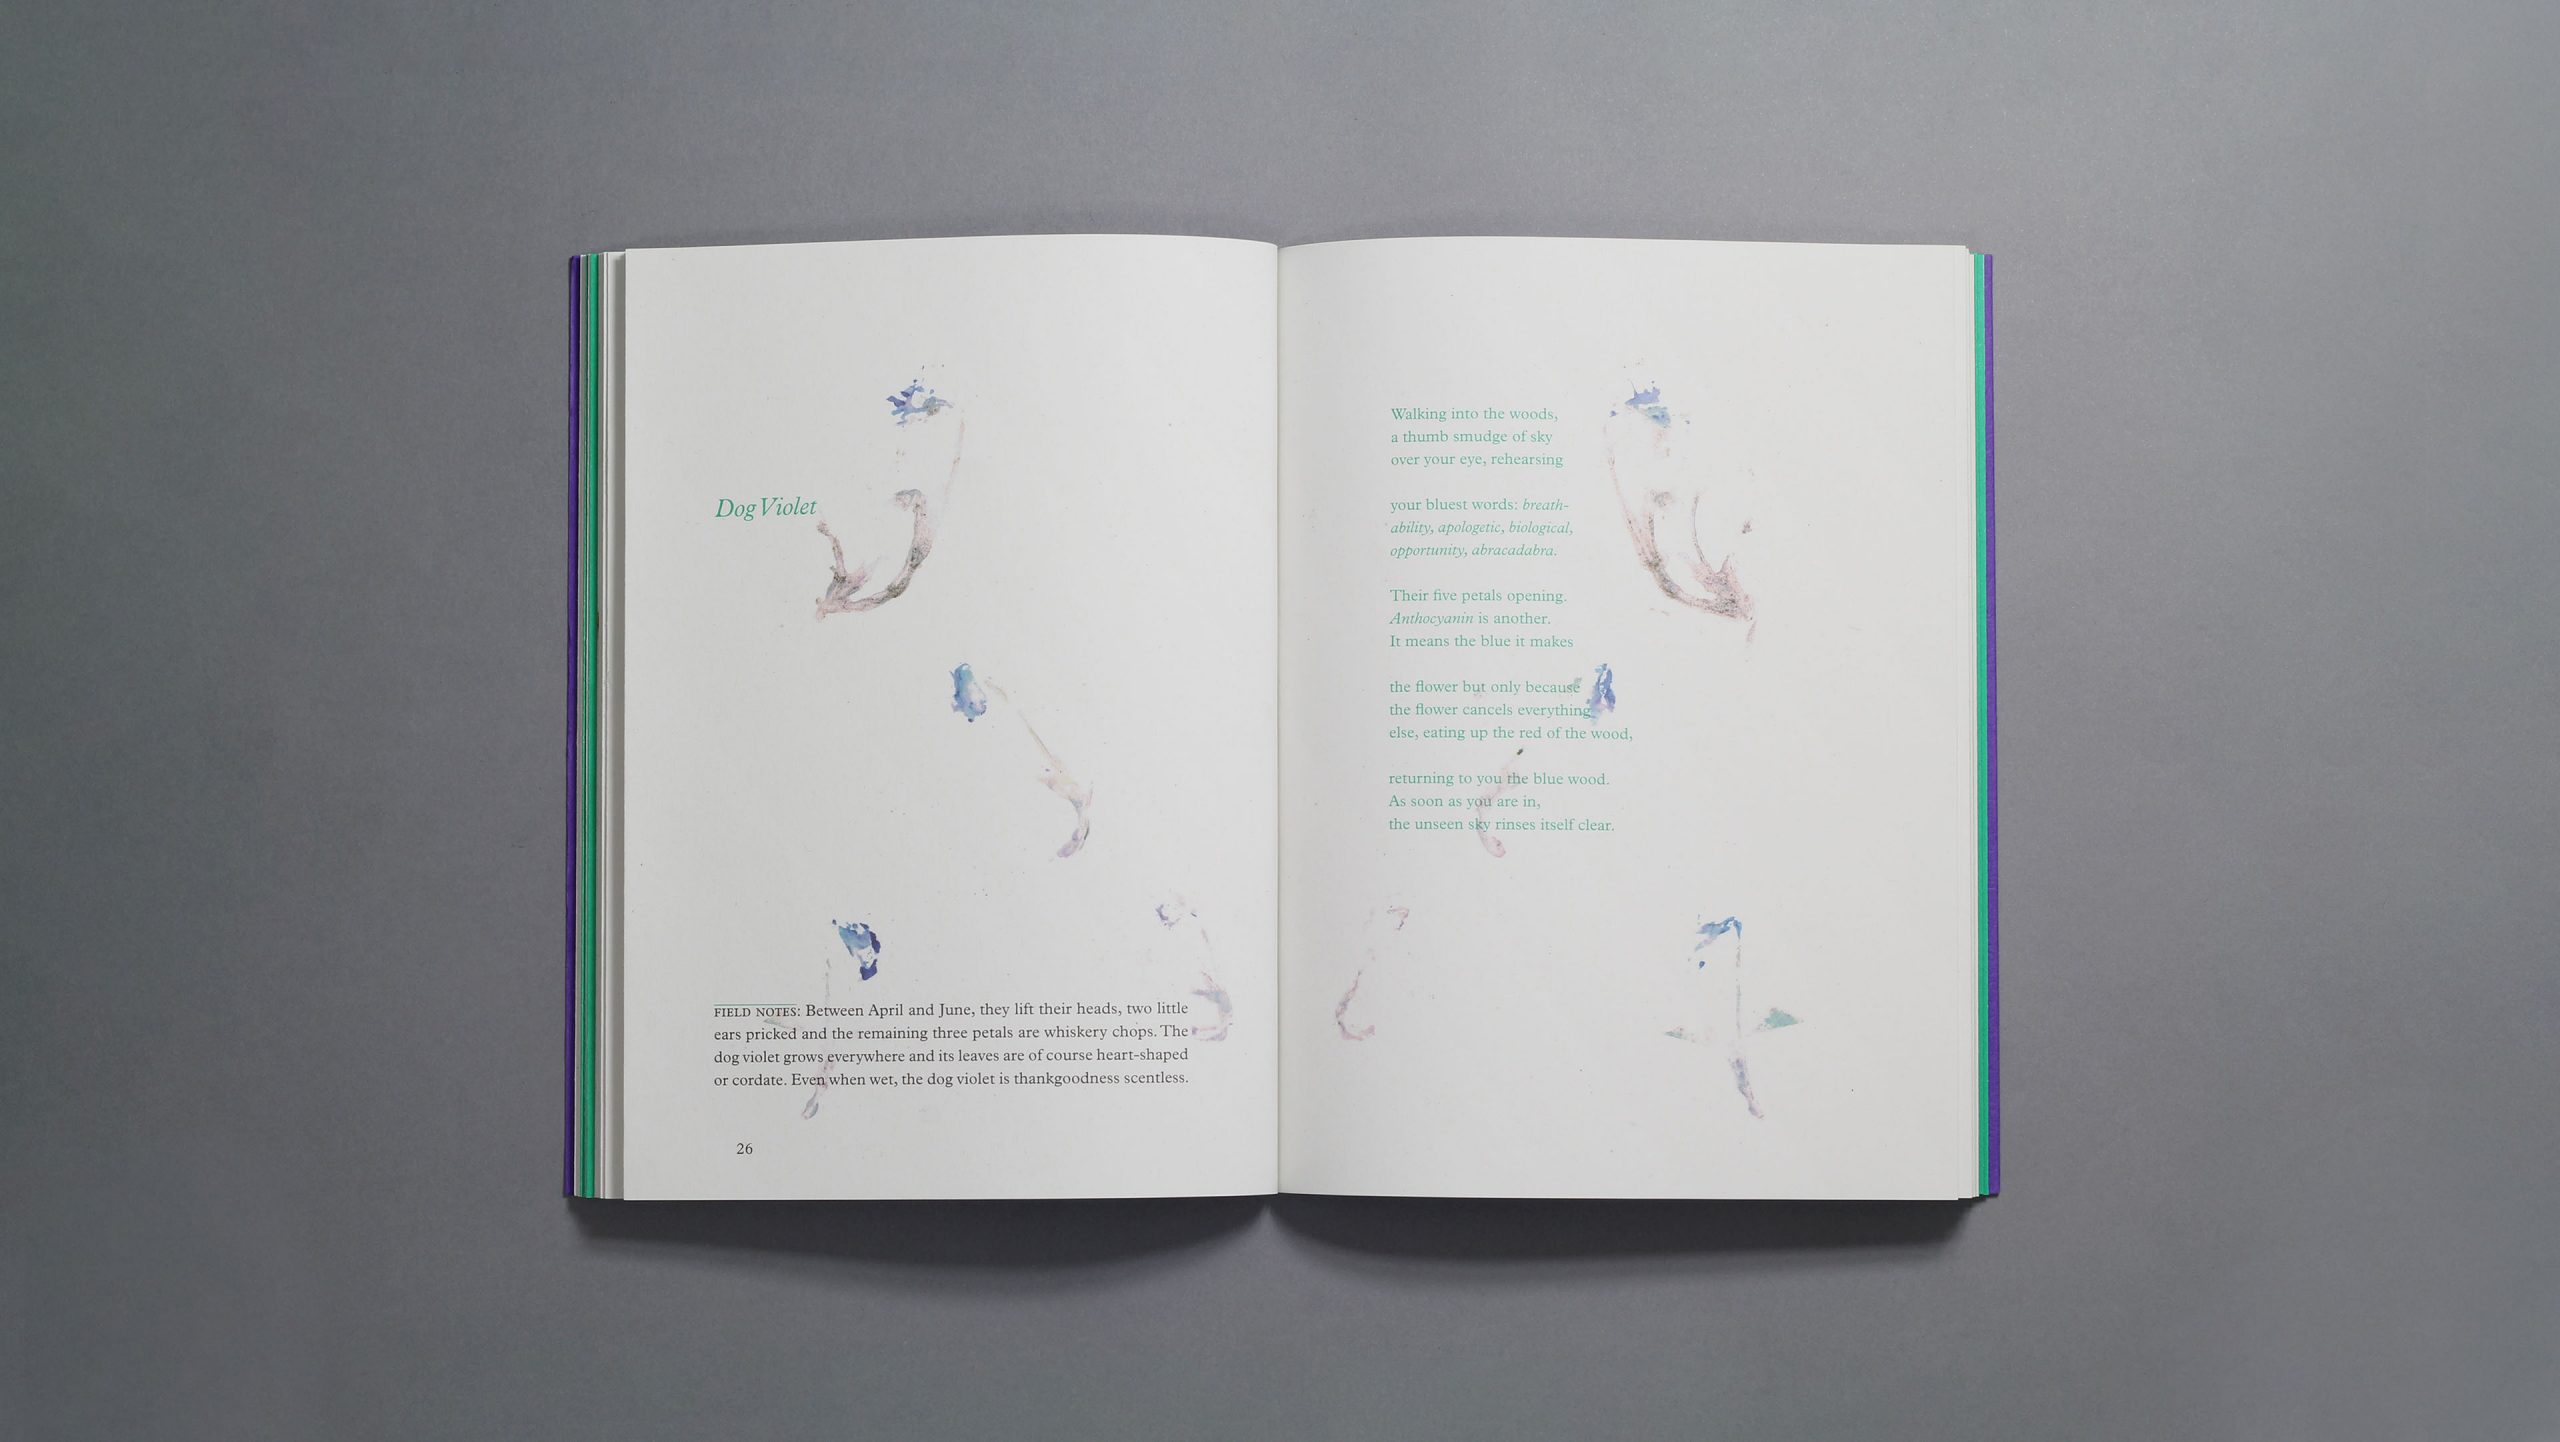 Dog Violet
FIELD NOTES: Between April and June, they lift their heads, two little
ears pricked and the remaining three petals are whiskery chops. The
dog violet grows everywhere and its leaves are of course heart-shaped
or cordate. Even when wet, the dog violet is thankgoodness scentless.
26
Walking into the woods,
a thumb smudge of sky
over your eye, rehearsing
your bluest words: breath-
ability, apologetic, biological,
opportunity, abracadabra.
Their five petals opening.
Anthocyanin is another.
It means the blue it makes
the flower but only because
the flower cancels everything
else, eating up the red of the wood,
returning to you the blue wood.
As soon as you are in,
the unseen sky rinses itself clear.